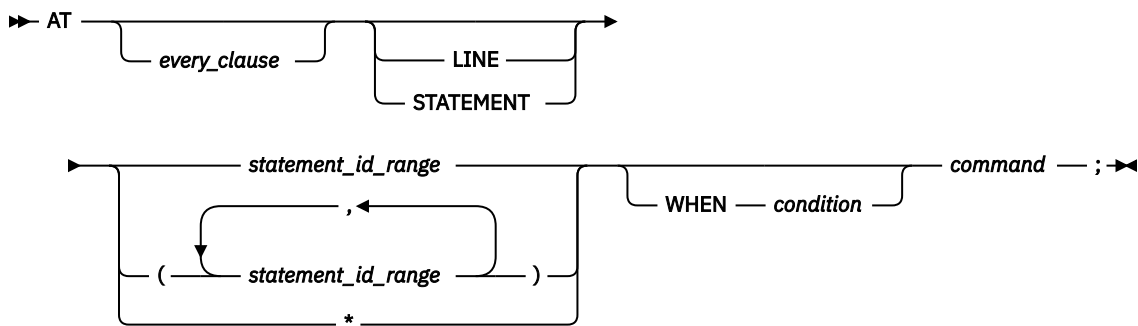 AT
every_clause
LINE
STATEMENT
statement_id_range
WHEN condition
command ;
,
( statement_id_range )
*